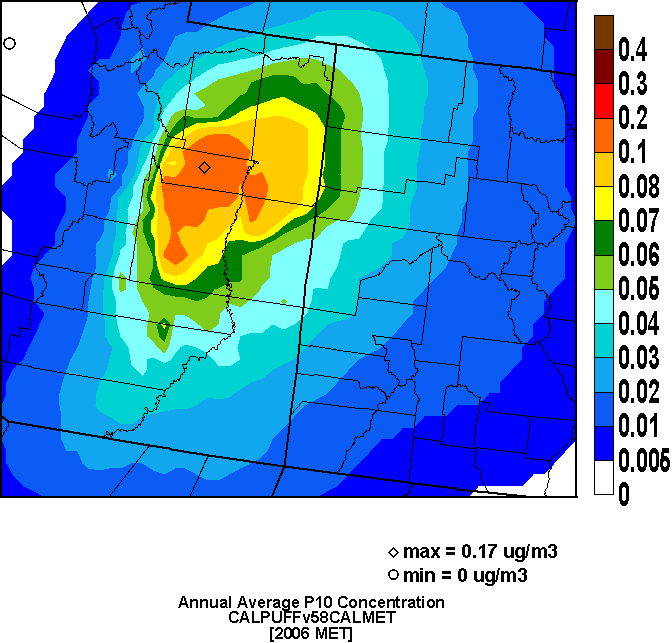 0.4
0.3
0.2
0.1
0.08
0.07
0.06
0.05
0.04
0.03
0.02
0.01
0.005
0
max = 0.17 ug/m3
min = 0 ug/m3
Annual Average P10 Concentration
CALPUFFv58CALMET
[2006 MET]